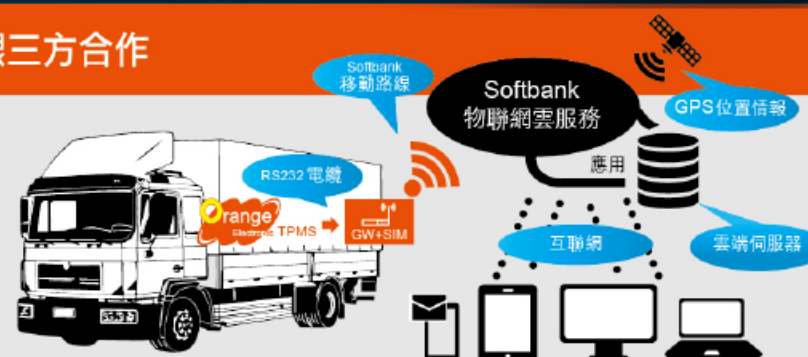 三方合作
Softbank
移動路線
Softbank
物聯網雲服務
GPS位置情報
RS232 電纜
應用
Orange
Electronic TPMS
GW+SIM
互聯網
雲端伺服器